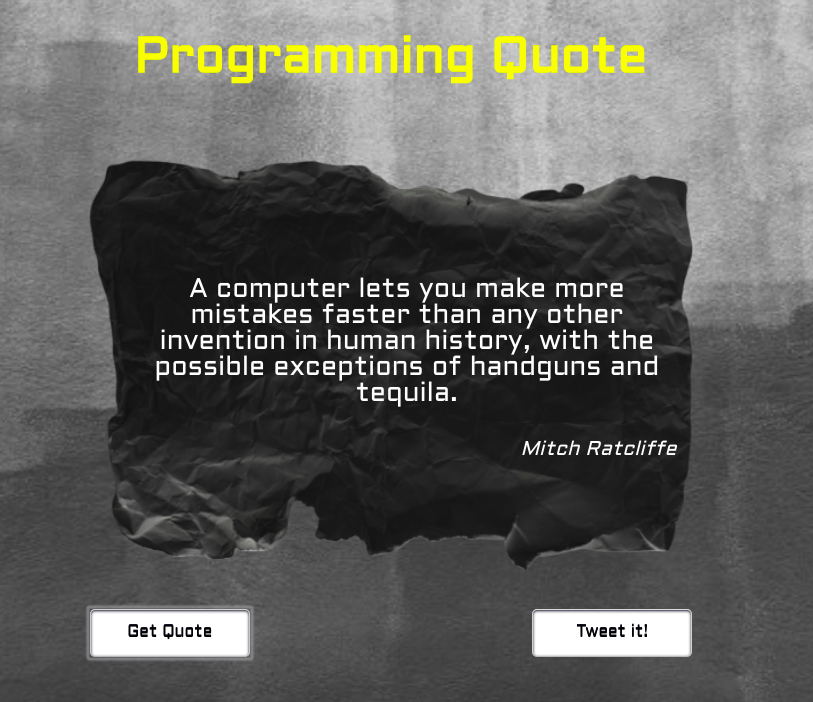 Programming Quote
A computer lets you make more
mistakes faster than any other
invention in human history, with the
possible exceptions of handguns and
tequila.
Mitch Ratcliffe
Get Quote
Tweet it!